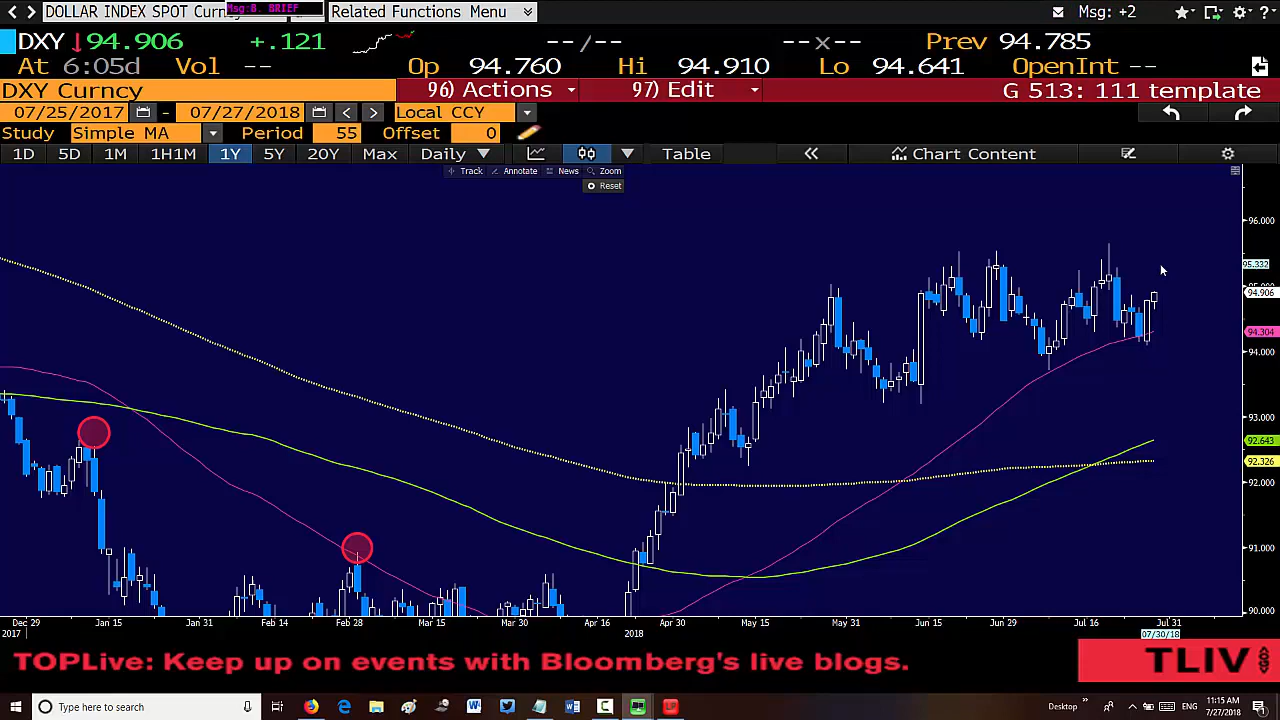 DOLLAR INDEX SPOT Curncy Msg:B. BRIEF Related Functions Menu Msg: +2
DXY 94.906 +.121 -- / -- -- x -- Prev 94.785
At 6:05d Vol -- Op 94.760 Hi 94.910 Lo 94.641 OpenInt --
DXY Curncy 96) Actions 97) Edit G 513: 111 template
07/25/2017 - 07/27/2018 Local CCY
Study Simple MA Period 55 Offset 0
1D 5D 1M 1H1M 1Y 5Y 20Y Max Daily Table Chart Content
Track Annotate News Zoom
Reset
96.000
95.332
94.906
94.304
94.000
93.000
92.643
92.326
92.000
91.000
90.000
Dec 29 Jan 15 Jan 31 Feb 14 Feb 28 Mar 15 Mar 30 Apr 16 Apr 30 May 15 May 31 Jun 15 Jun 29 Jul 16 Jul 31
2017 2018 07/30/18
TOPLive: Keep up on events with Bloomberg's live blogs. TLIV
Type here to search Desktop ENG 11:15 AM
7/27/2018